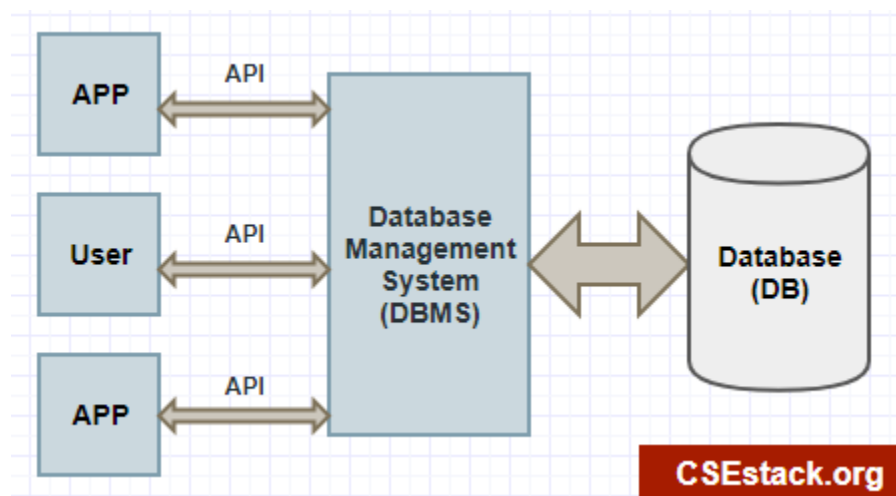 APP
API
User
API
APP
API
Database
Management
System
(DBMS)
Database
(DB)
CSEstack.org